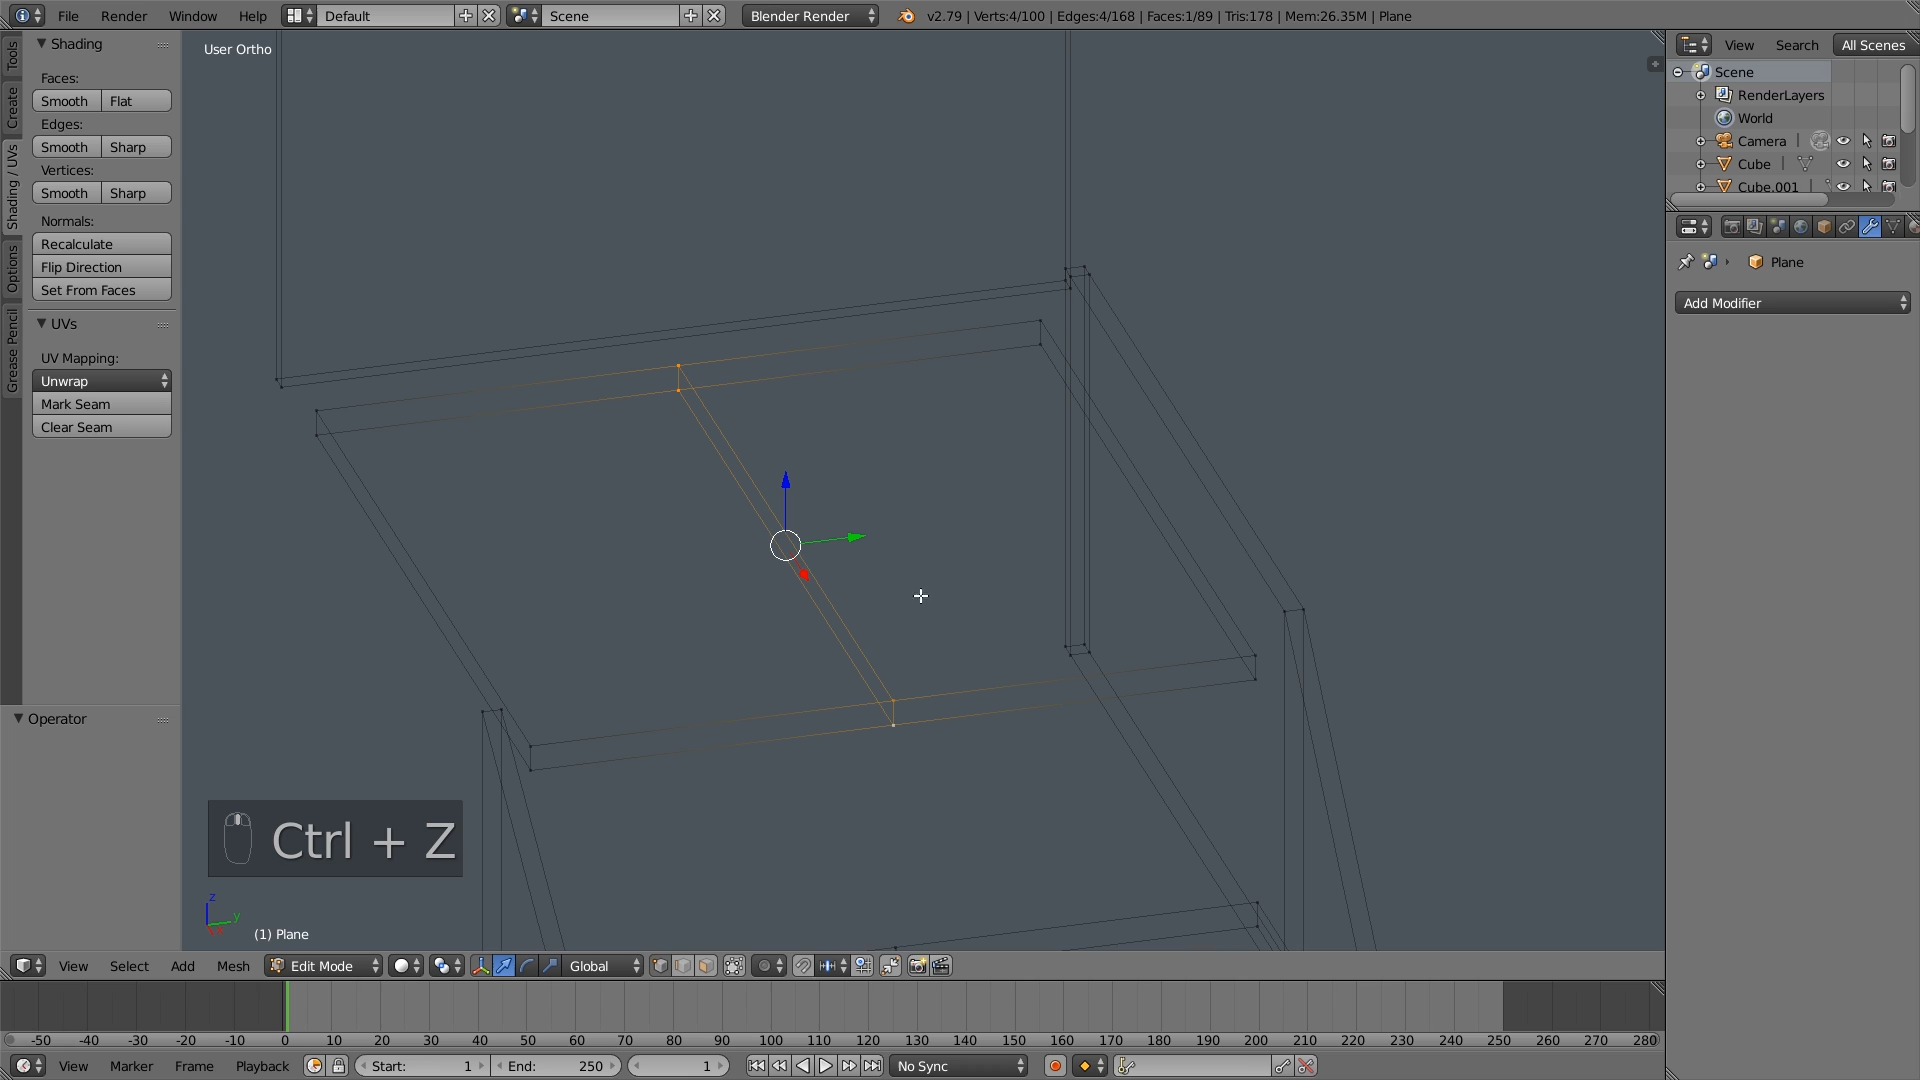 File Render Window Help Default Scene Blender Render v2.79 | Verts:4/100 | Edges:4/168 | Faces:1/89 | Tris:178 | Mem:26.35M | Plane
Tools
Create
Shading / UVs
Options
Grease Pencil
Shading
Faces:
Smooth Flat
Edges:
Smooth Sharp
Vertices:
Smooth Sharp
Normals:
Recalculate
Flip Direction
Set From Faces
UVs
UV Mapping:
Unwrap
Mark Seam
Clear Seam
Operator
User Ortho
Ctrl + Z
z
y
(1) Plane
View Search All Scenes
Scene
RenderLayers
World
Camera
Cube
Cube.001
Plane
Add Modifier
View Select Add Mesh Edit Mode Global
-50 -40 -30 -20 -10 0 10 20 30 40 50 60 70 80 90 100 110 120 130 140 150 160 170 180 190 200 210 220 230 240 250 260 270 280
View Marker Frame Playback Start: 1 End: 250 1 No Sync